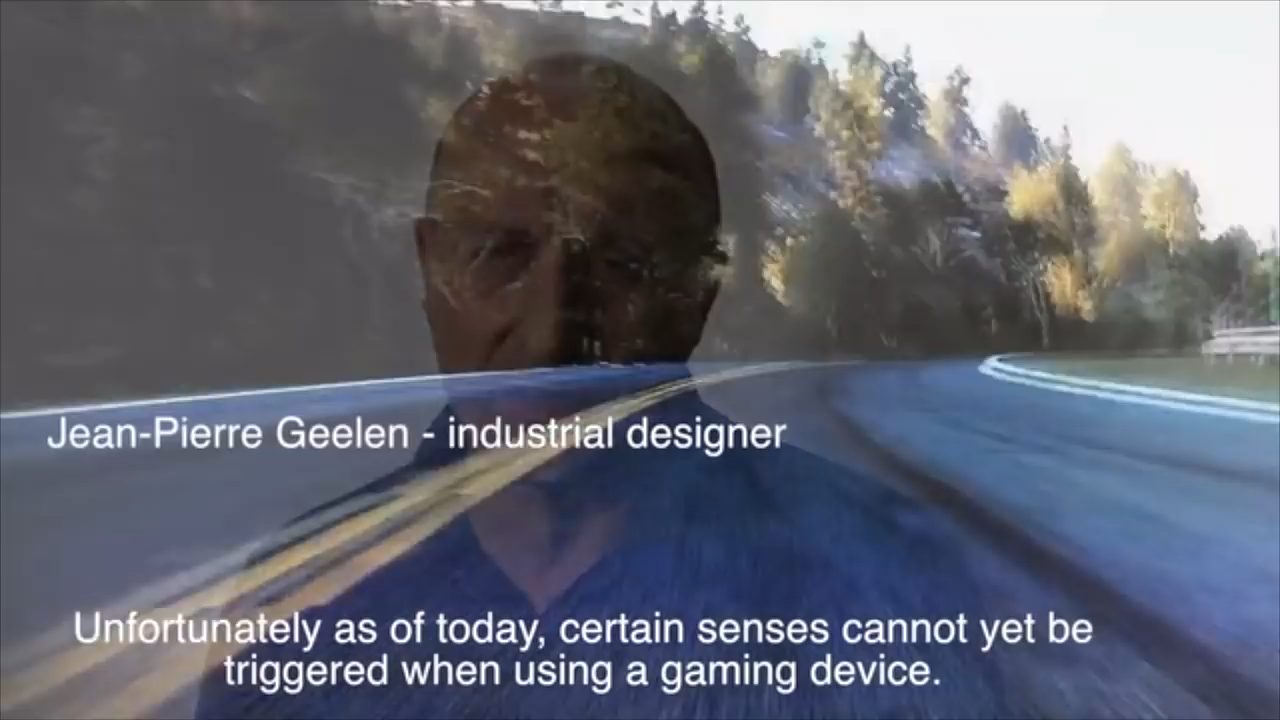 Jean-Pierre Geelen - industrial designer
Unfortunately as of today, certain senses cannot yet be
triggered when using a gaming device.